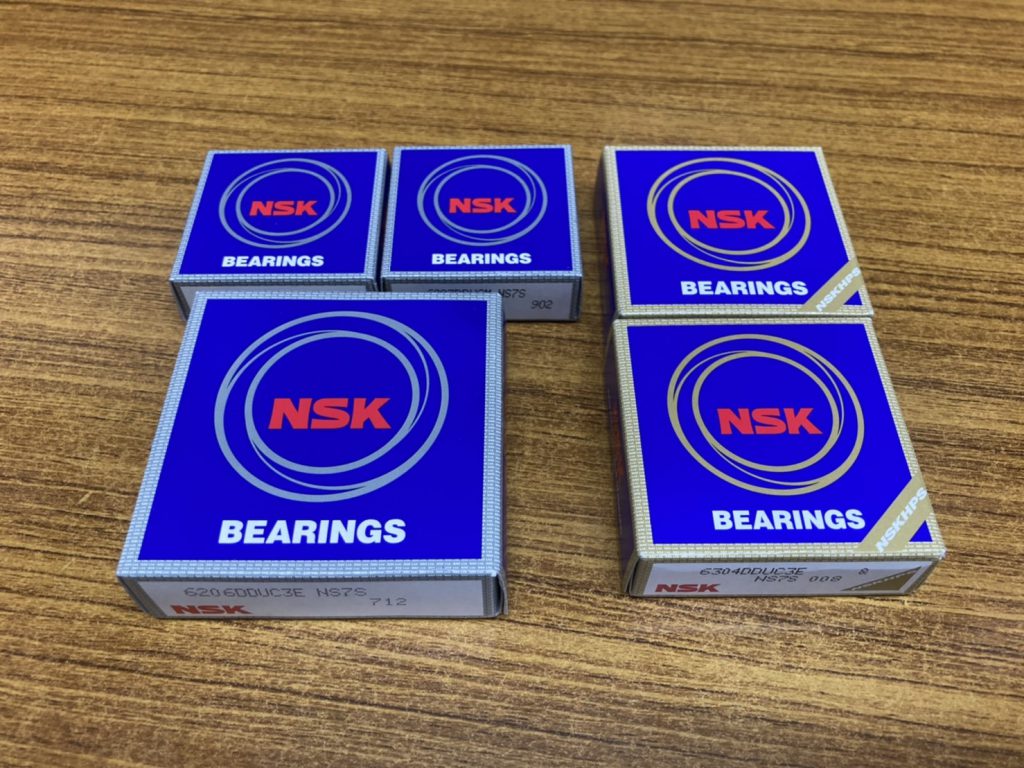 NSK
BEARINGS
NSK
BEARINGS
NS7S
902
NSK
BEARINGS
NSKHPS
NSK
BEARINGS
6206DDUC3E NS7S
712
NSK
NSK
BEARINGS
NSKHPS
6304DDUC3E
NS7S 008
NSK